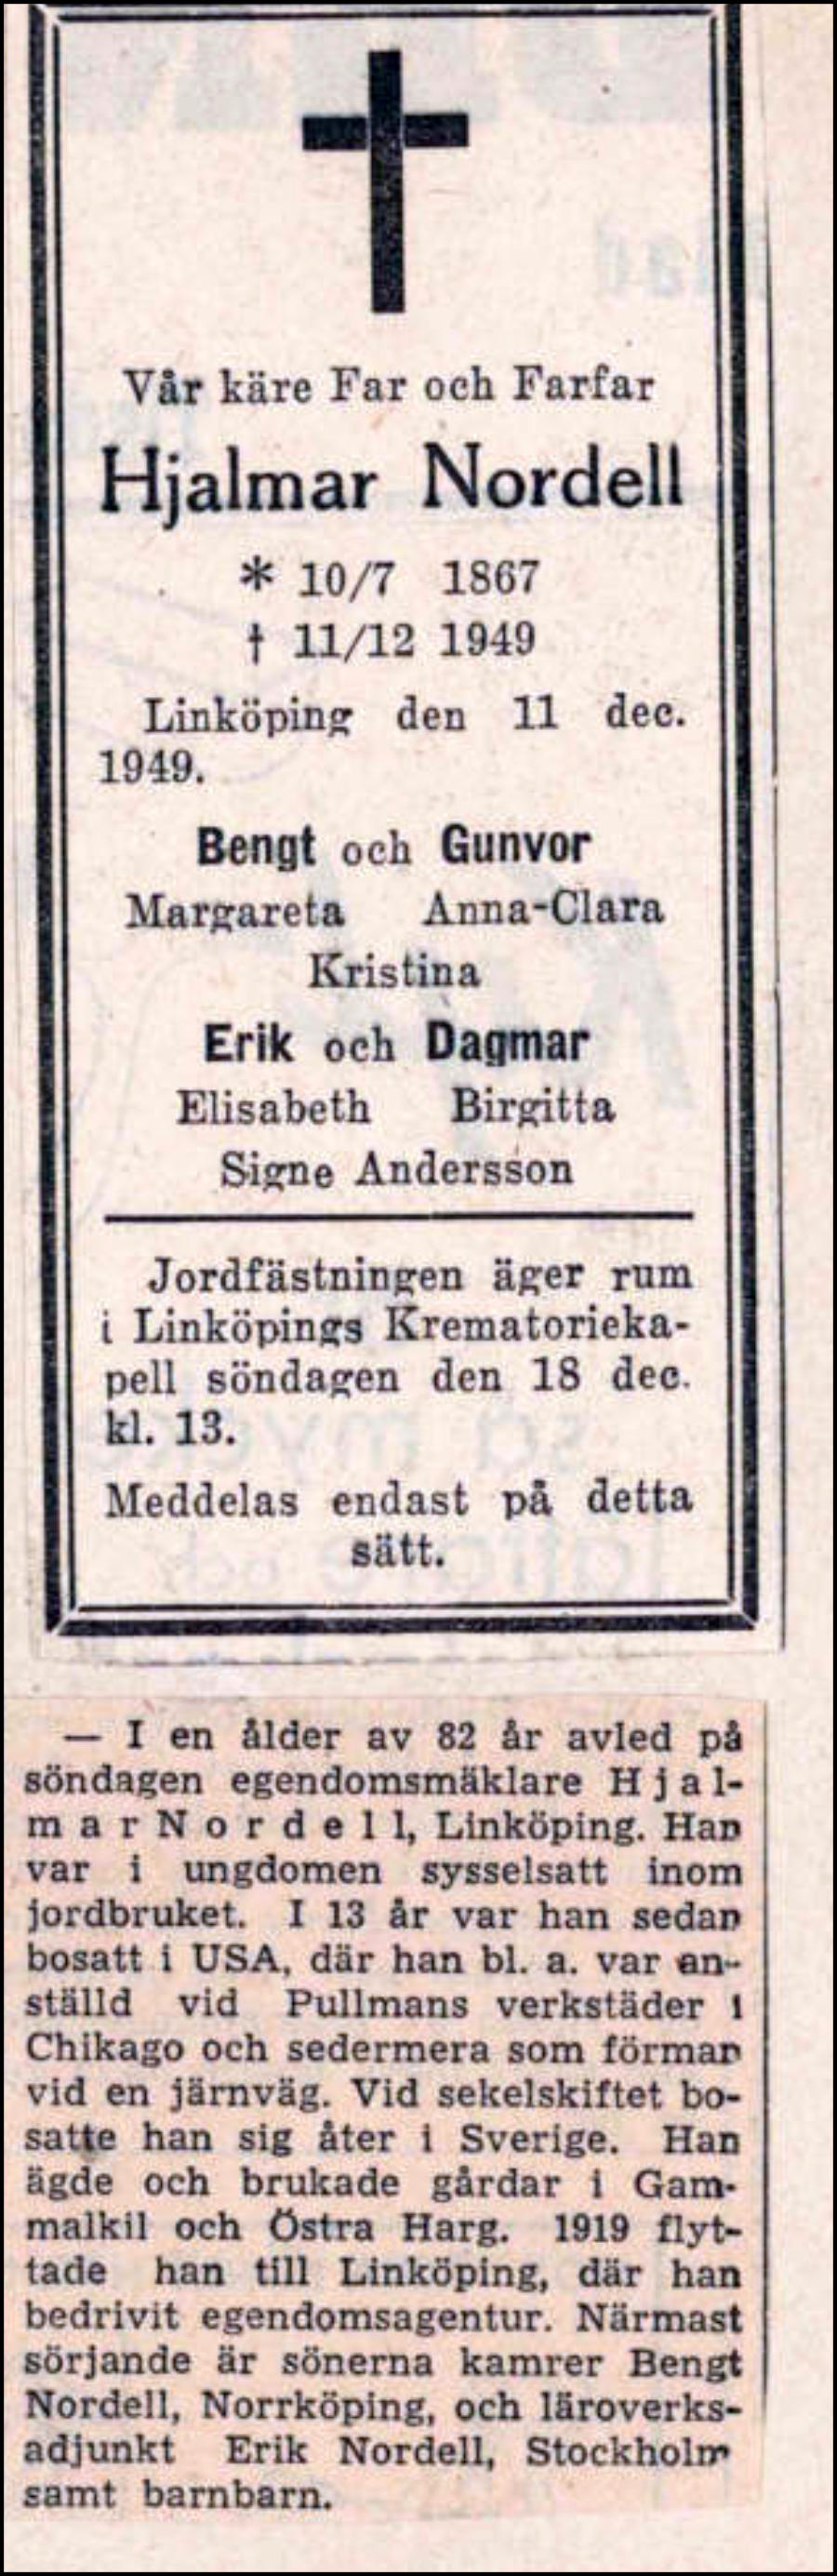 Vår käre Far och Farfar
Hjalmar Nordell
* 10/7 1867
† 11/12 1949
Linköping den 11 dec.
1949.
Bengt och Gunvor
Margareta Anna-Clara
Kristina
Erik och Dagmar
Elisabeth Birgitta
Signe Andersson
Jordfästningen äger rum
i Linköpings Krematorieka-
pell söndagen den 18 dec.
kl. 13.
Meddelas endast på detta
sätt.
— I en ålder av 82 år avled på
söndagen egendomsmäklare Hjal-
mar Nordell, Linköping. Han
var i ungdomen sysselsatt inom
jordbruket. I 13 år var han sedan
bosatt i USA, där han bl. a. var an-
ställd vid Pullmans verkstäder i
Chikago och sedermera som förman
vid en järnväg. Vid sekelskiftet bo-
satte han sig åter i Sverige. Han
ägde och brukade gårdar i Gam-
malkil och Östra Harg. 1919 flyt-
tade han till Linköping, där han
bedrivit egendomsagentur. Närmast
sörjande är sönerna kamrer Bengt
Nordell, Norrköping, och läroverks-
adjunkt Erik Nordell, Stockholm
samt barnbarn.